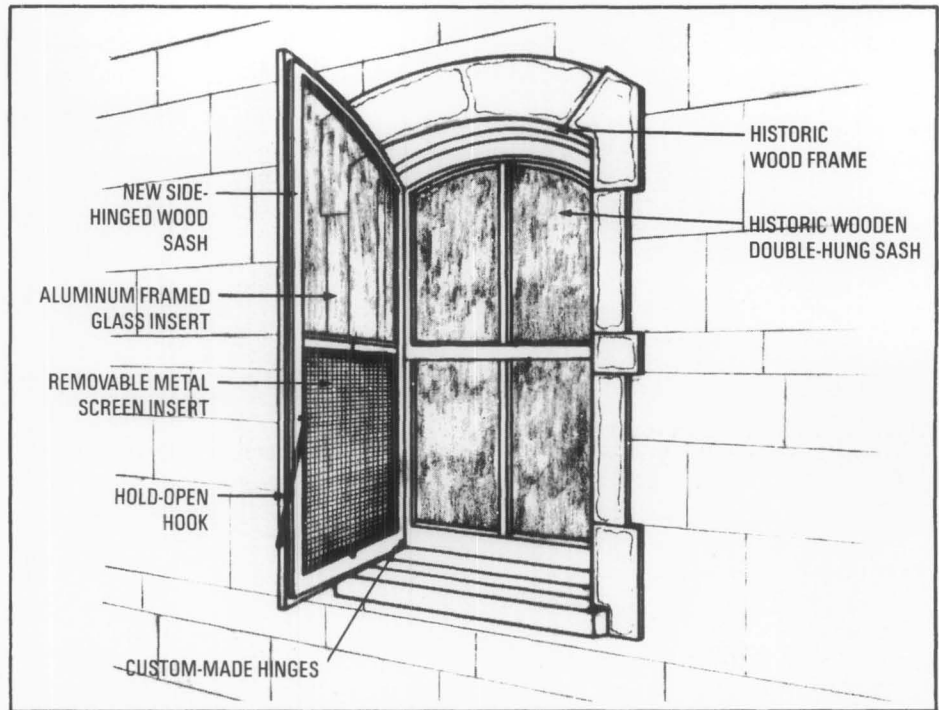 NEW SIDE-
HINGED WOOD
SASH
ALUMINUM FRAMED
GLASS INSERT
REMOVABLE METAL
SCREEN INSERT
HOLD-OPEN
HOOK
CUSTOM-MADE HINGES
HISTORIC
WOOD FRAME
HISTORIC WOODEN
DOUBLE-HUNG SASH